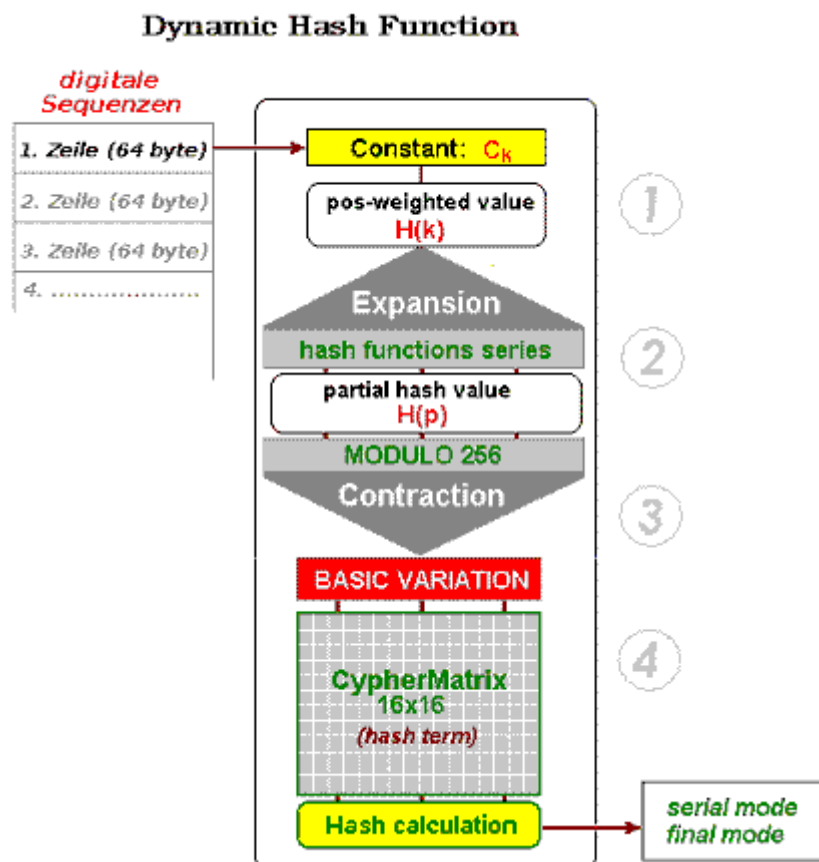 Dynamic Hash Function
digitale
Sequenzen
1. Zeile (64 byte)
2. Zeile (64 byte)
3. Zeile (64 byte)
4. ....................
Constant: Ck
pos-weighted value
H(k)
1
Expansion
hash functions series
2
partial hash value
H(p)
MODULO 256
Contraction
3
BASIC VARIATION
CypherMatrix
16x16
(hash term)
4
Hash calculation
serial mode
final mode